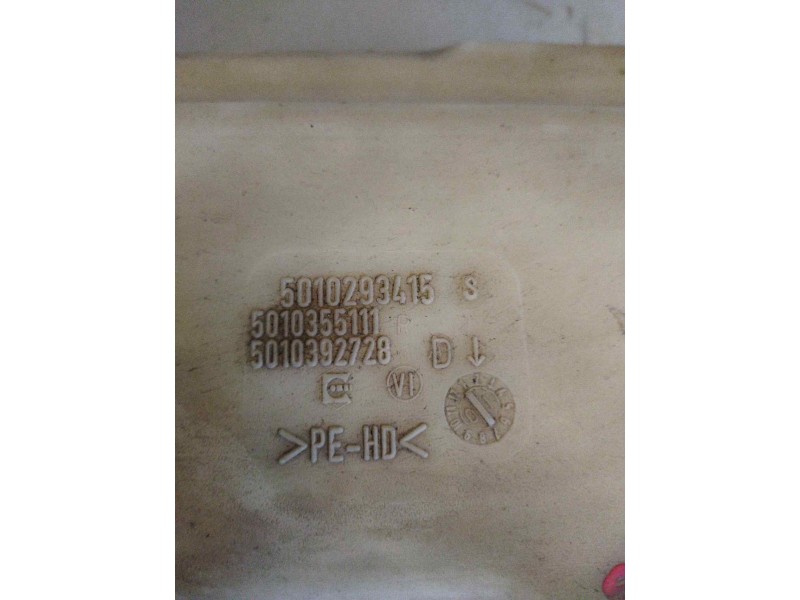 5010293415 S
5010355111 P
5010392728 D↓
VI
>PE-HD<